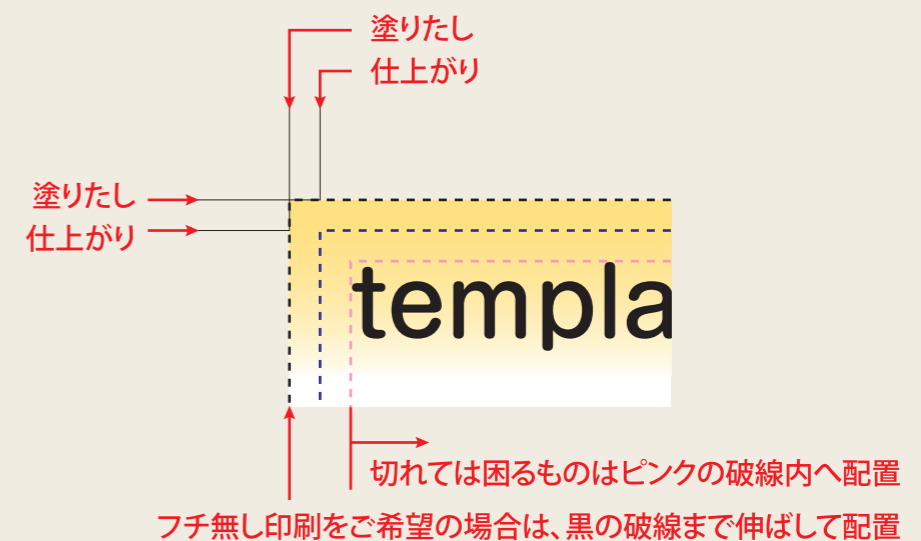 塗りたし
仕上がり
塗りたし
仕上がり
templa
切れては困るものはピンクの破線内へ配置
フチ無し印刷をご希望の場合は、黒の破線まで伸ばして配置